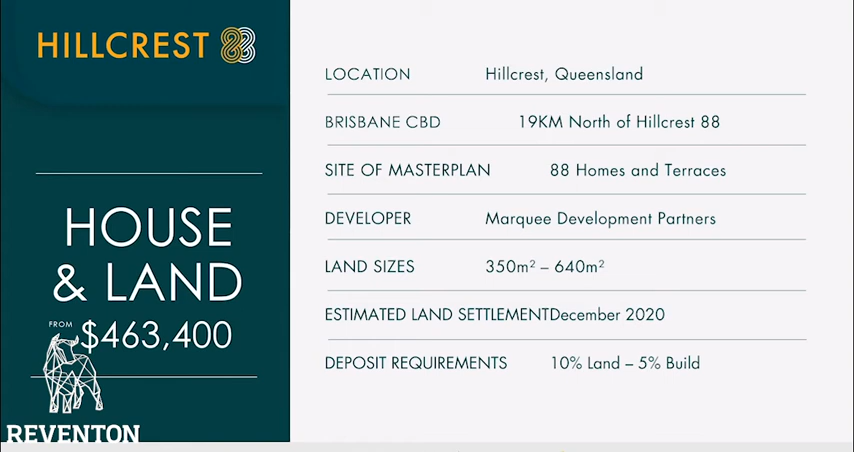 HILLCREST 88
HOUSE
& LAND
FROM $463,400
REVENTON
LOCATION Hillcrest, Queensland
BRISBANE CBD 19KM North of Hillcrest 88
SITE OF MASTERPLAN 88 Homes and Terraces
DEVELOPER Marquee Development Partners
LAND SIZES 350m² – 640m²
ESTIMATED LAND SETTLEMENTDecember 2020
DEPOSIT REQUIREMENTS 10% Land – 5% Build